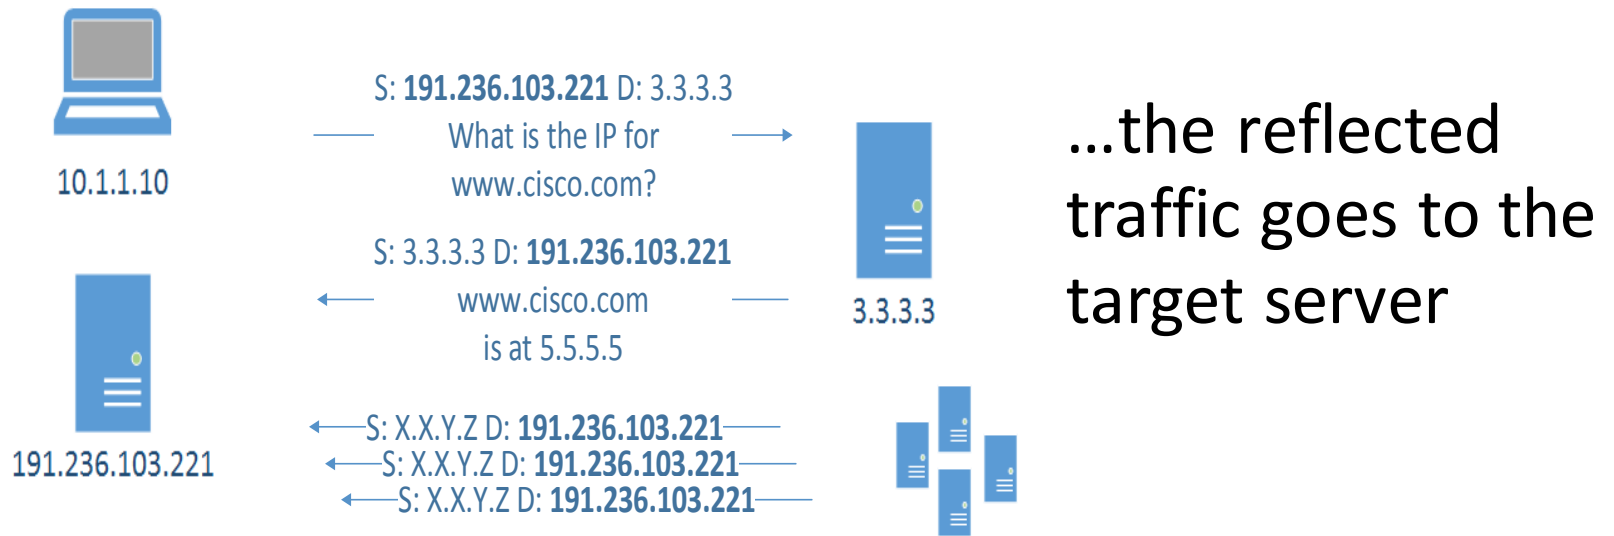 S: 191.236.103.221 D: 3.3.3.3
What is the IP for
www.cisco.com?
10.1.1.10
S: 3.3.3.3 D: 191.236.103.221
www.cisco.com
is at 5.5.5.5
3.3.3.3
S: X.X.Y.Z D: 191.236.103.221
S: X.X.Y.Z D: 191.236.103.221
S: X.X.Y.Z D: 191.236.103.221
191.236.103.221
...the reflected
traffic goes to the
target server